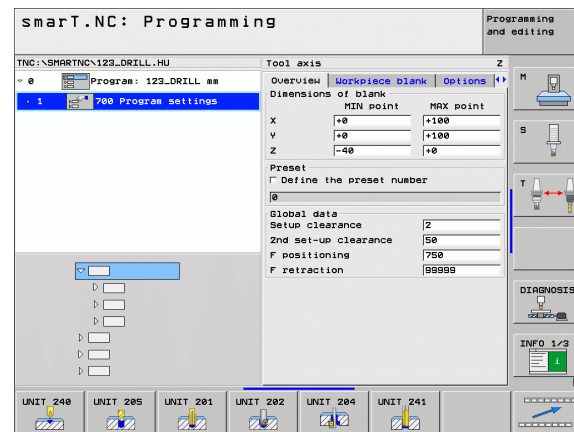 smarT.NC: Programming
Programming
and editing
TNC:\SMARTNC\123_DRILL.HU
Tool axis Z
0 Program: 123_DRILL mm
1 700 Program settings
Overview Workpiece blank Options
Dimensions of blank
MIN point MAX point
X +0 +100
Y +0 +100
Z -40 +0
Preset
Define the preset number
0
Global data
Setup clearance 2
2nd set-up clearance 50
F positioning 750
F retraction 99999
M
S
T
DIAGNOSIS
INFO 1/3
UNIT 240 UNIT 205 UNIT 201 UNIT 202 UNIT 204 UNIT 241